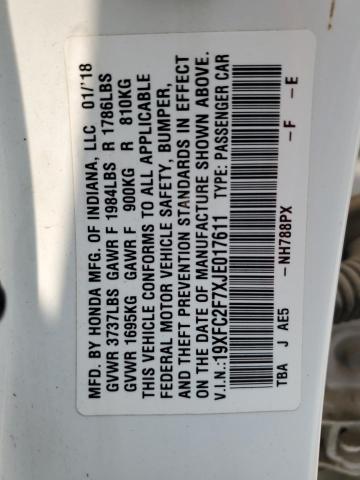 MFD. BY HONDA MFG. OF INDIANA, LLC 01/'18
GVWR 3737LBS GAWR F 1984LBS R 1786LBS
GVWR 1695KG GAWR F 900KG R 810KG
THIS VEHICLE CONFORMS TO ALL APPLICABLE
FEDERAL MOTOR VEHICLE SAFETY, BUMPER,
AND THEFT PREVENTION STANDARDS IN EFFECT
ON THE DATE OF MANUFACTURE SHOWN ABOVE.
V.I.N.:19XFC2F7XJE017611 TYPE: PASSENGER CAR
TBA J AE5 -NH788PX -F -E